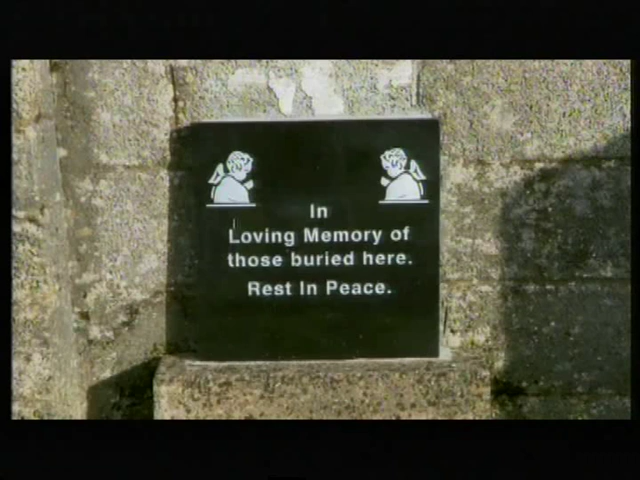 In
Loving Memory of
those buried here.
Rest In Peace.